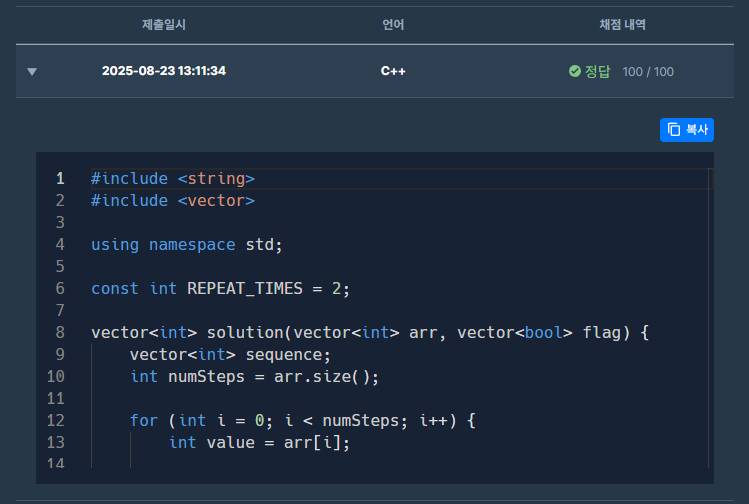 제출일시 언어 채점 내역
2025-08-23 13:11:34 C++ 정답 100 / 100
복사
1 #include <string>
2 #include <vector>
3
4 using namespace std;
5
6 const int REPEAT_TIMES = 2;
7
8 vector<int> solution(vector<int> arr, vector<bool> flag) {
9     vector<int> sequence;
10     int numSteps = arr.size();
11
12     for (int i = 0; i < numSteps; i++) {
13         int value = arr[i];
14